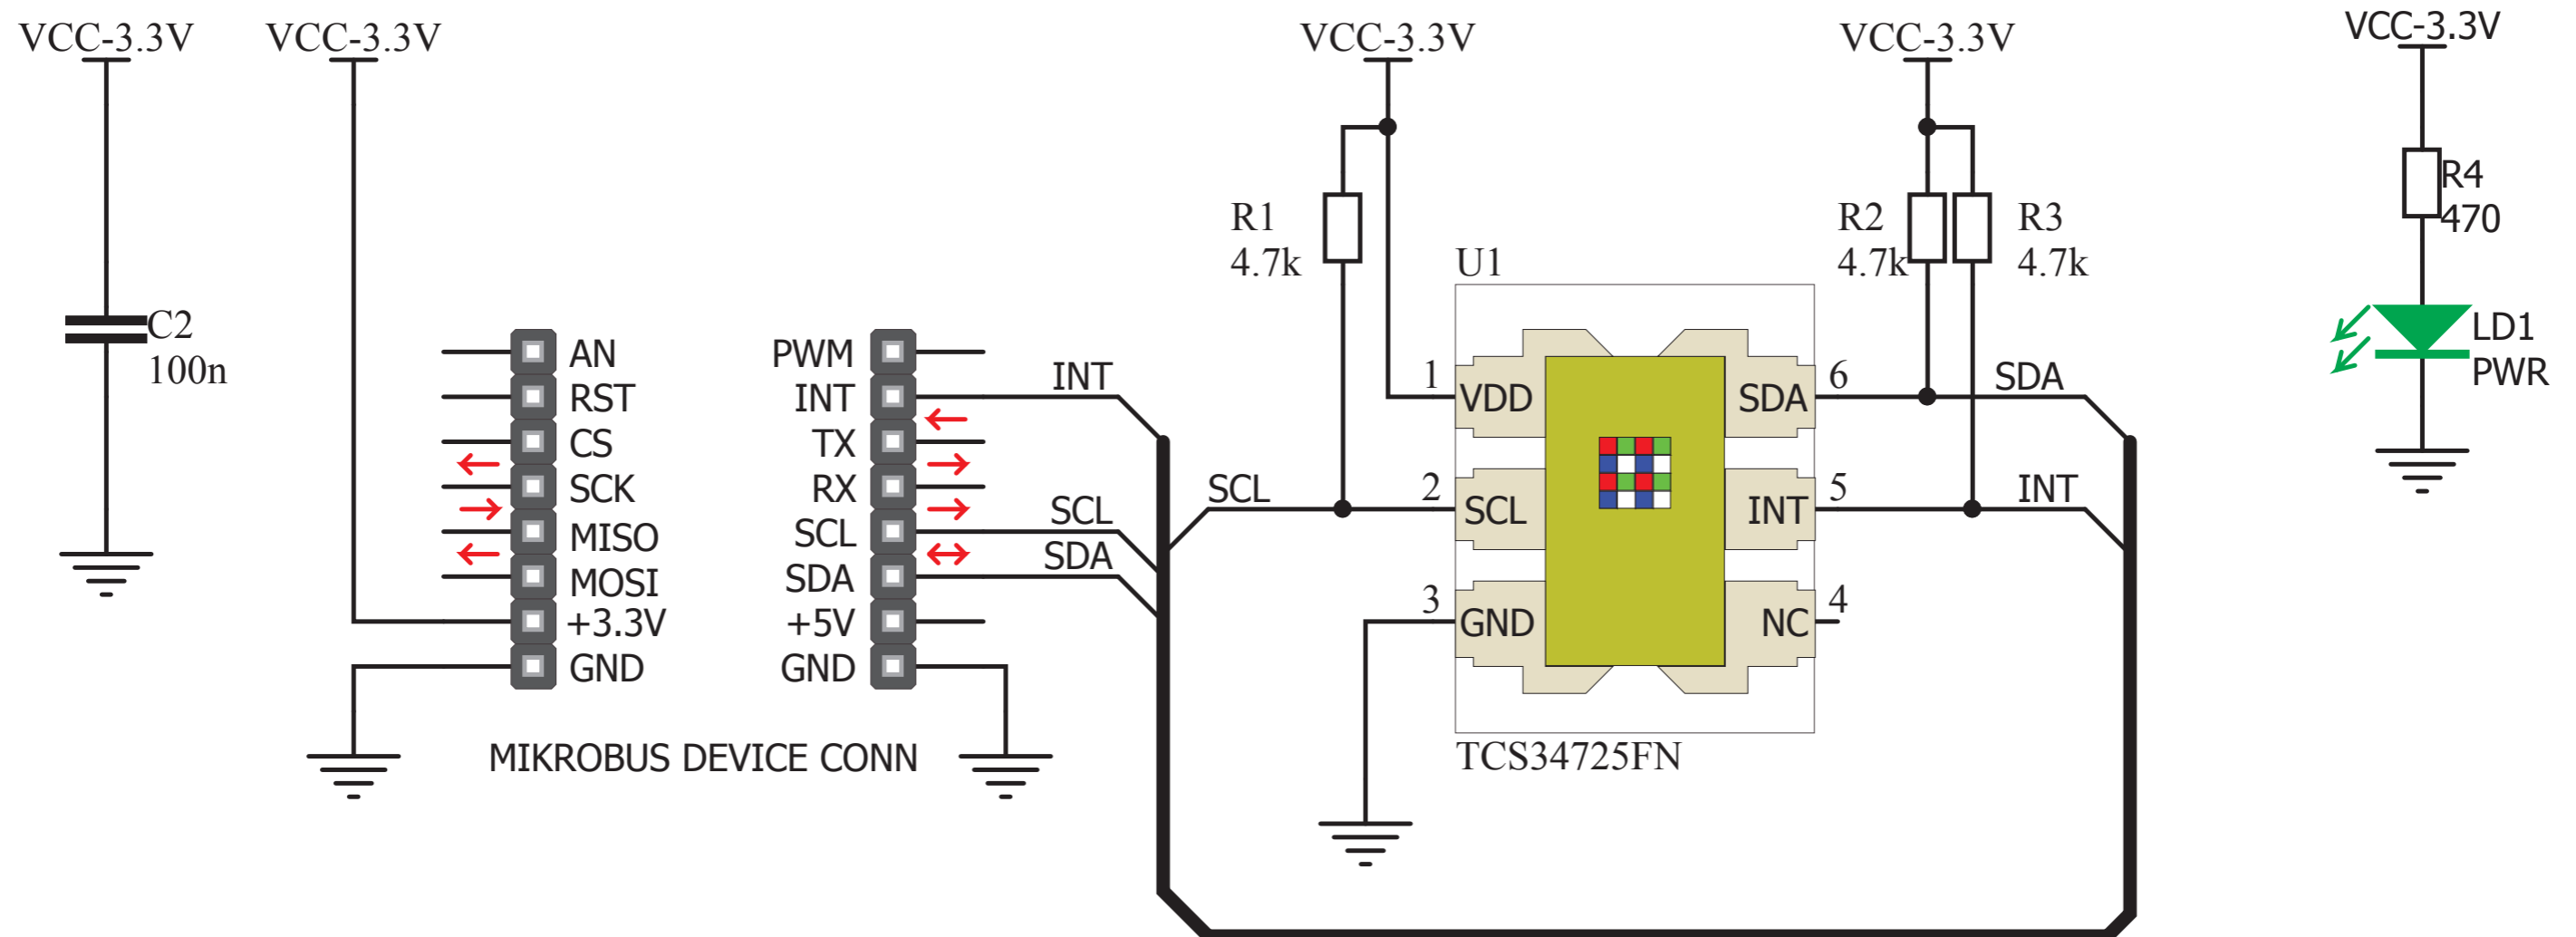 VCC-3.3V
VCC-3.3V
VCC-3.3V
VCC-3.3V
VCC-3.3V
C2
100n
AN
RST
CS
SCK
MISO
MOSI
+3.3V
GND
PWM
INT
TX
RX
SCL
SDA
+5V
GND
MIKROBUS DEVICE CONN
INT
SCL
SDA
SCL
R1
4.7k
U1
1
VDD
2
SCL
3
GND
SDA
6
INT
5
NC
4
TCS34725FN
R2
4.7k
R3
4.7k
SDA
INT
R4
470
LD1
PWR